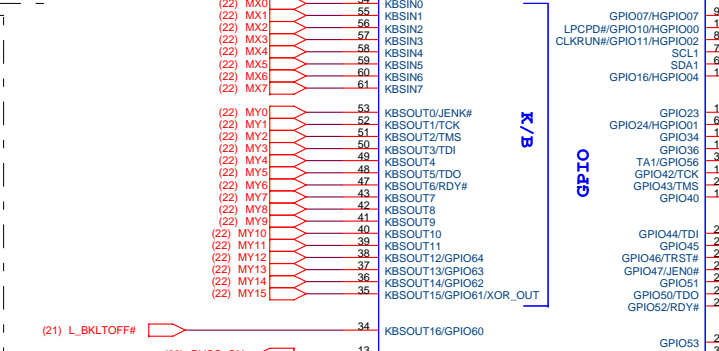 (22) MX0 54 KBSIN0
(22) MX1 55 KBSIN1
(22) MX2 56 KBSIN2
(22) MX3 57 KBSIN3
(22) MX4 58 KBSIN4
(22) MX5 59 KBSIN5
(22) MX6 60 KBSIN6
(22) MX7 61 KBSIN7
(22) MY0 53 KBSOUT0/JENK#
(22) MY1 52 KBSOUT1/TCK
(22) MY2 51 KBSOUT2/TMS
(22) MY3 50 KBSOUT3/TDI
(22) MY4 49 KBSOUT4
(22) MY5 48 KBSOUT5/TDO
(22) MY6 47 KBSOUT6/RDY#
(22) MY7 43 KBSOUT7
(22) MY8 42 KBSOUT8
(22) MY9 41 KBSOUT9
(22) MY10 40 KBSOUT10
(22) MY11 39 KBSOUT11
(22) MY12 38 KBSOUT12/GPIO64
(22) MY13 37 KBSOUT13/GPIO63
(22) MY14 36 KBSOUT14/GPIO62
(22) MY15 35 KBSOUT15/GPIO61/XOR_OUT
(21) L_BKLTOFF# 34 KBSOUT16/GPIO60
13
K/B
GPIO
GPIO07/HGPIO07
LPCPD#/GPIO10/HGPIO00
CLKRUN#/GPIO11/HGPIO02
SCL1
SDA1
GPIO16/HGPIO04
GPIO23
GPIO24/HGPIO01
GPIO34
GPIO36
TA1/GPIO56
GPIO42/TCK
GPIO43/TMS
GPIO40
GPIO44/TDI
GPIO45
GPIO46/TRST#
GPIO47/JEN0#
GPIO51
GPIO50/TDO
GPIO52/RDY#
GPIO53